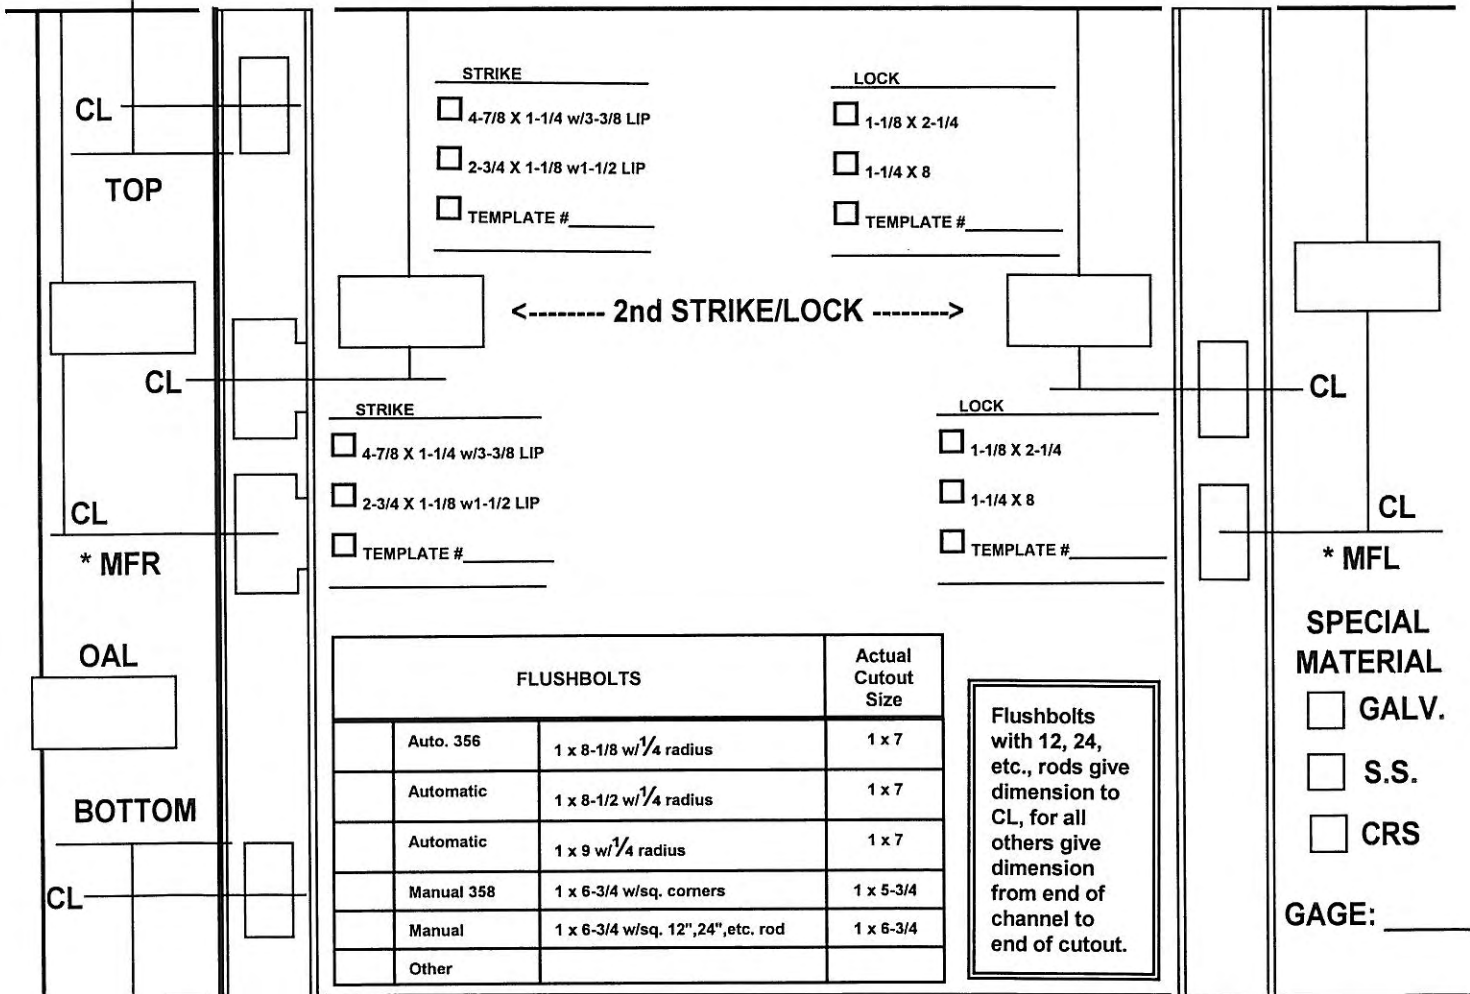 STRIKE
4-7/8 X 1-1/4 w/3-3/8 LIP
2-3/4 X 1-1/8 w1-1/2 LIP
TEMPLATE #
LOCK
1-1/8 X 2-1/4
1-1/4 X 8
TEMPLATE #
CL
TOP
<-------- 2nd STRIKE/LOCK -------->
CL
CL
STRIKE
4-7/8 X 1-1/4 w/3-3/8 LIP
2-3/4 X 1-1/8 w1-1/2 LIP
TEMPLATE #
LOCK
1-1/8 X 2-1/4
1-1/4 X 8
TEMPLATE #
CL
* MFR
CL
* MFL
OAL
BOTTOM
CL
FLUSHBOLTS
Actual
Cutout
Size
Auto. 356 1 x 8-1/8 w/1/4 radius 1 x 7
Automatic 1 x 8-1/2 w/1/4 radius 1 x 7
Automatic 1 x 9 w/1/4 radius 1 x 7
Manual 358 1 x 6-3/4 w/sq. corners 1 x 5-3/4
Manual 1 x 6-3/4 w/sq. 12",24",etc. rod 1 x 6-3/4
Other
Flushbolts
with 12, 24,
etc., rods give
dimension to
CL, for all
others give
dimension
from end of
channel to
end of cutout.
SPECIAL
MATERIAL
GALV.
S.S.
CRS
GAGE: